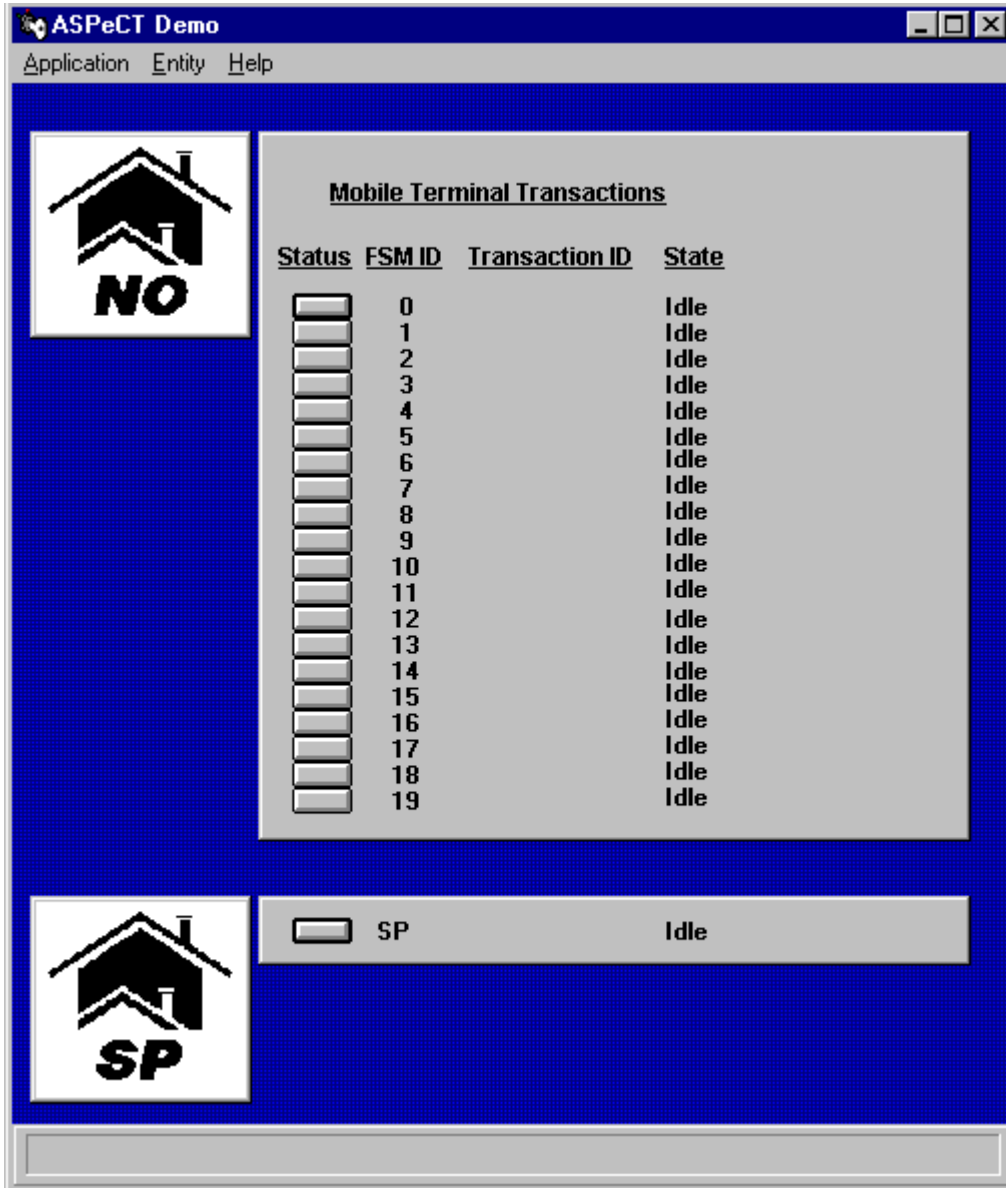 ASPeCT Demo
Application Entity Help
NO
Mobile Terminal Transactions
Status FSM ID Transaction ID State
0 Idle
1 Idle
2 Idle
3 Idle
4 Idle
5 Idle
6 Idle
7 Idle
8 Idle
9 Idle
10 Idle
11 Idle
12 Idle
13 Idle
14 Idle
15 Idle
16 Idle
17 Idle
18 Idle
19 Idle
SP
SP Idle